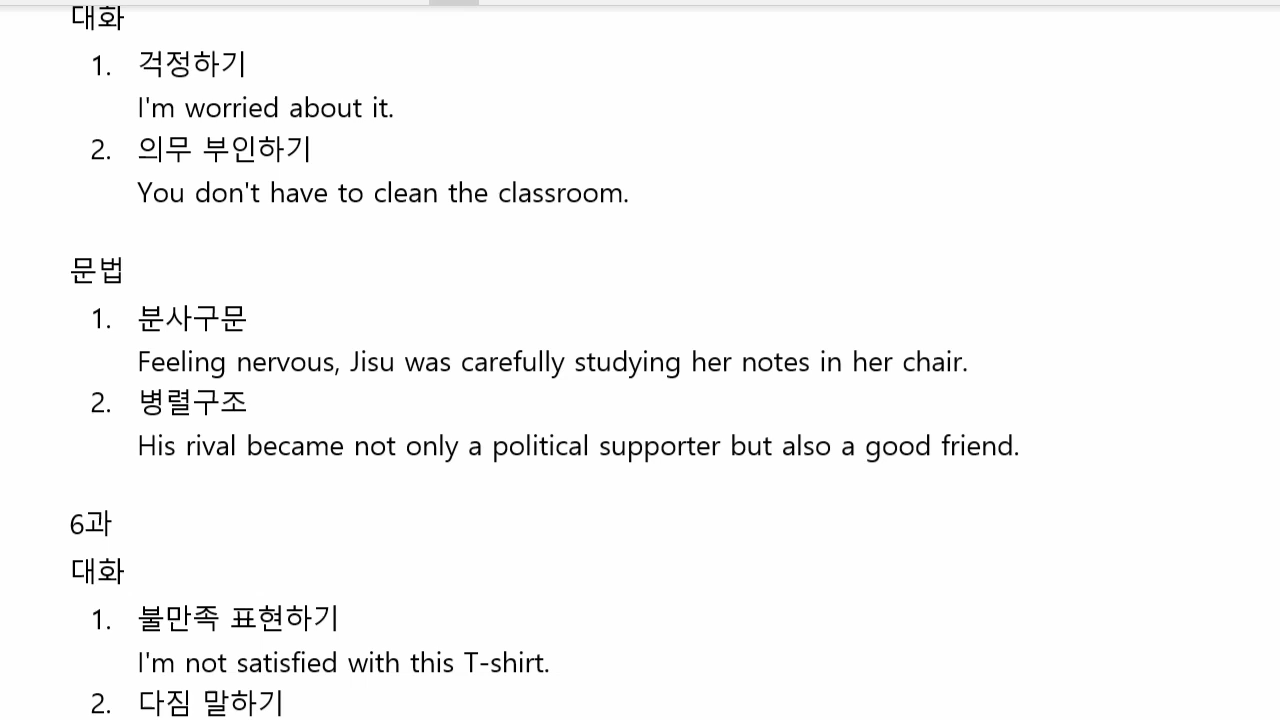 대화
1. 걱정하기
I'm worried about it.
2. 의무 부인하기
You don't have to clean the classroom.
문법
1. 분사구문
Feeling nervous, Jisu was carefully studying her notes in her chair.
2. 병렬구조
His rival became not only a political supporter but also a good friend.
6과
대화
1. 불만족 표현하기
I'm not satisfied with this T-shirt.
2. 다짐 말하기